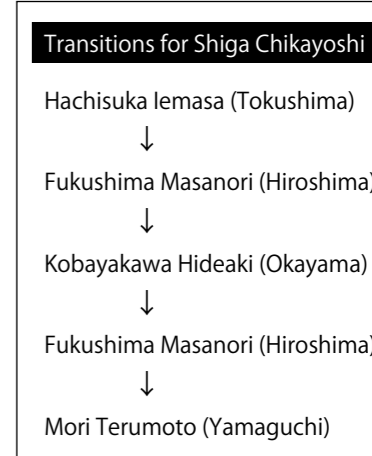 Transitions for Shiga Chikayoshi
Hachisuka Iemasa (Tokushima)
↓
Fukushima Masanori (Hiroshima)
↓
Kobayakawa Hideaki (Okayama)
↓
Fukushima Masanori (Hiroshima)
↓
Mori Terumoto (Yamaguchi)